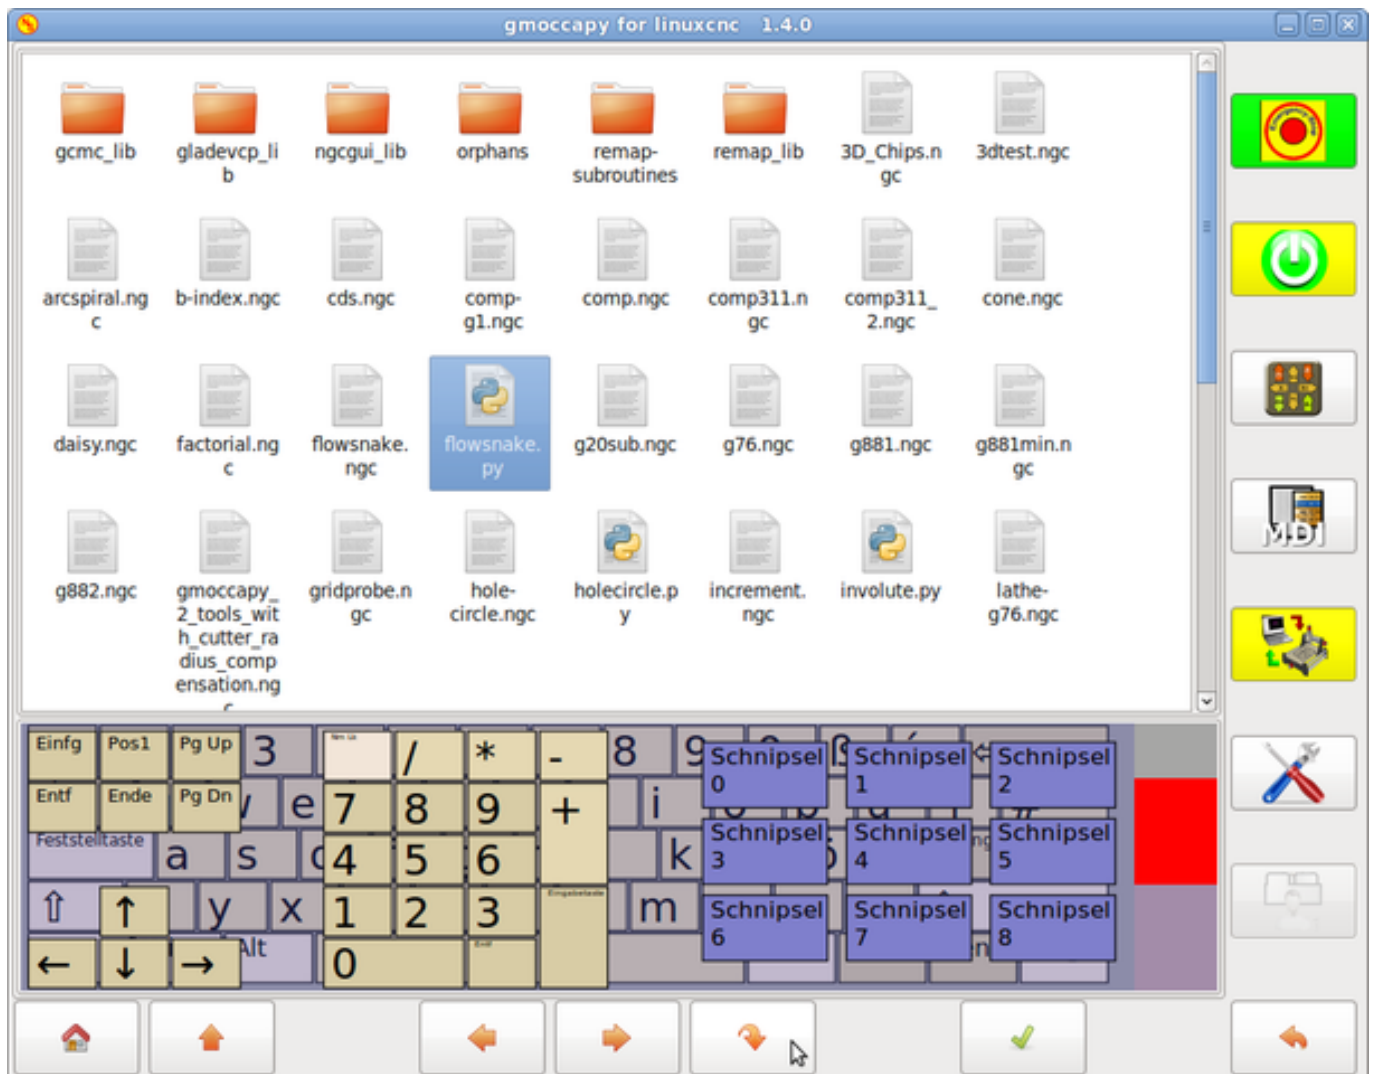 gmoccapy for linuxcnc 1.4.0
gcmc_lib
gladevcp_li
b
ngcgui_lib
orphans
remap-
subroutines
remap_lib
3D_Chips.n
gc
3dtest.ngc
arcspiral.ng
c
b-index.ngc
cds.ngc
comp-
g1.ngc
comp.ngc
comp311.n
gc
comp311_
2.ngc
cone.ngc
daisy.ngc
factorial.ng
c
flowsnake.
ngc
flowsnake.
py
g20sub.ngc
g76.ngc
g881.ngc
g881min.n
gc
g882.ngc
gmoccapy_
2_tools_wit
h_cutter_ra
dius_comp
ensation.ng
c
gridprobe.n
gc
hole-
circle.ngc
holecircle.p
y
increment.
ngc
involute.py
lathe-
g76.ngc
MDI
Einfg Pos1 Pg Up 3 / * - 8 9
Entf Ende Pg Dn e 7 8 9 + i
Feststelltaste a s 4 5 6 k
⇧ ↑ y x 1 2 3 Eingabetaste m
← ↓ → Alt 0
Schnipsel
0
Schnipsel
1
Schnipsel
2
Schnipsel
3
Schnipsel
4
Schnipsel
5
Schnipsel
6
Schnipsel
7
Schnipsel
8